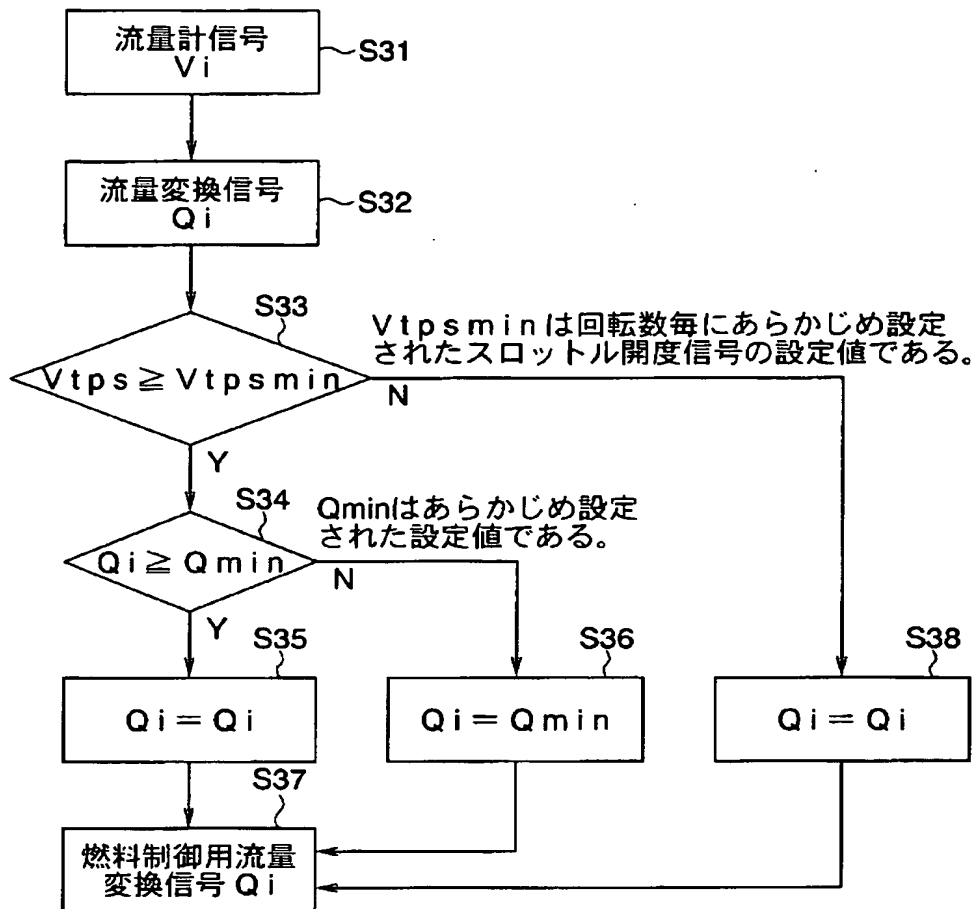 流量計信号
Vi
S31
流量変換信号
Qi
S32
S33
Vtpsminは回転数毎にあらかじめ設定
されたスロットル開度信号の設定値である。
Vtps≧Vtpsmin
N
Y
S34
Qminはあらかじめ設定
された設定値である。
Qi≧Qmin
N
Y
S35
S36
S38
Qi=Qi
Qi=Qmin
Qi=Qi
S37
燃料制御用流量
変換信号Qi